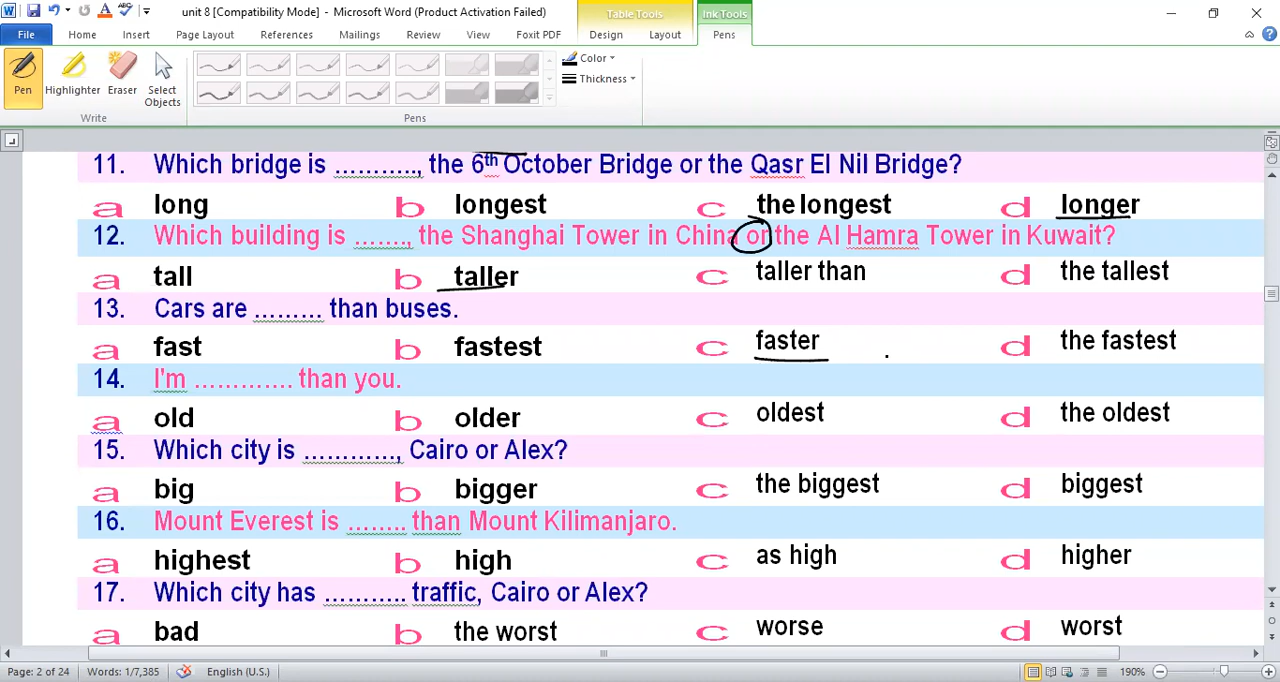 unit 8 [Compatibility Mode] - Microsoft Word (Product Activation Failed)
Table Tools
Ink Tools
File Home Insert Page Layout References Mailings Review View Foxit PDF Design Layout Pens
Pen Highlighter Eraser Select Objects
Color
Thickness
Write
Pens
11. Which bridge is ………..., the 6th October Bridge or the Qasr El Nil Bridge?
a long b longest c the longest d longer
12. Which building is ……., the Shanghai Tower in China or the Al Hamra Tower in Kuwait?
a tall b taller c taller than d the tallest
13. Cars are ……… than buses.
a fast b fastest c faster d the fastest
14. I'm …………. than you.
a old b older c oldest d the oldest
15. Which city is …………, Cairo or Alex?
a big b bigger c the biggest d biggest
16. Mount Everest is …….. than Mount Kilimanjaro.
a highest b high c as high d higher
17. Which city has ……….. traffic, Cairo or Alex?
a bad b the worst c worse d worst
Page: 2 of 24 Words: 1/7,385 English (U.S.) 190%